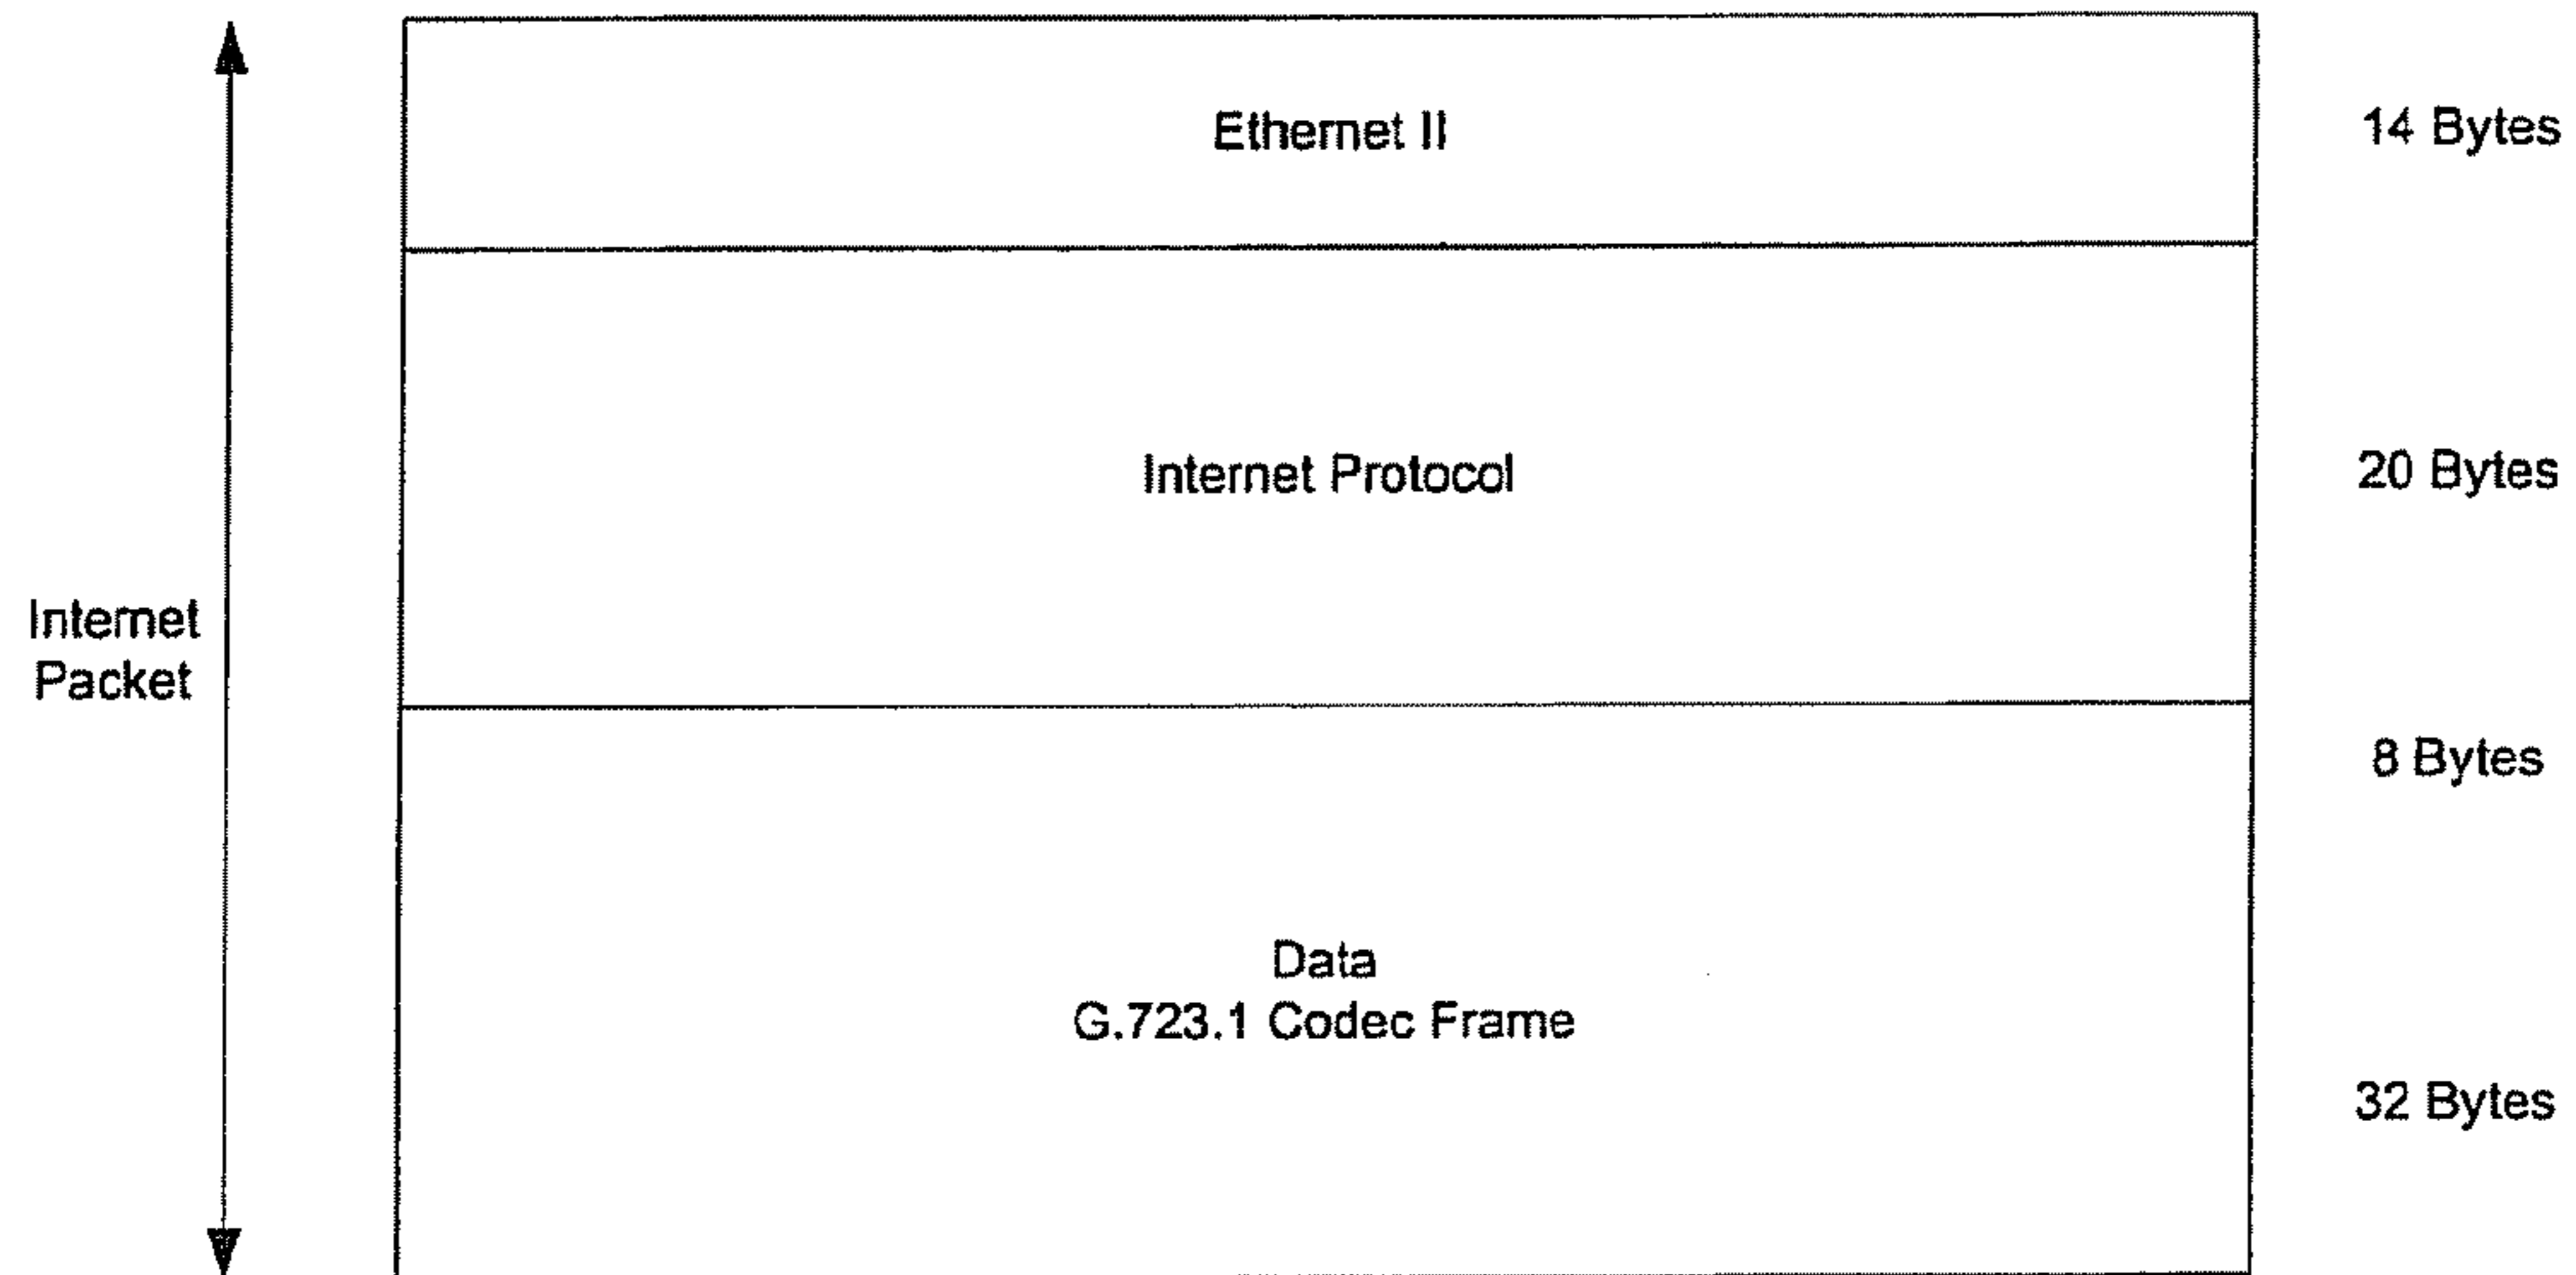 Ethernet II
14 Bytes
Internet Protocol
20 Bytes
Internet
Packet
8 Bytes
Data
G.723.1 Codec Frame
32 Bytes